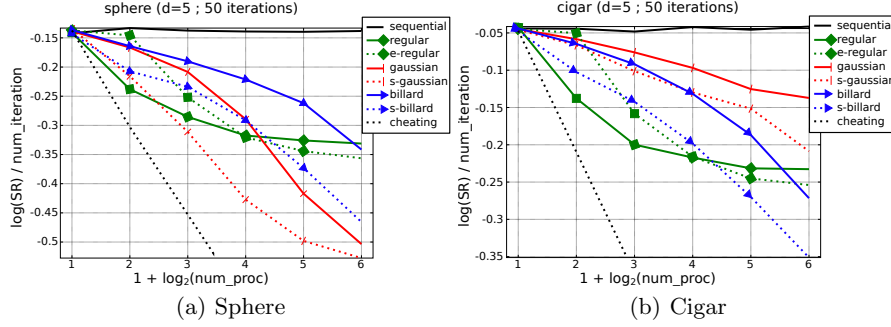 sphere (d=5 ; 50 iterations)
log(SR) / num_iteration
-0.15
-0.2
-0.25
-0.3
-0.35
-0.4
-0.45
-0.5
1 2 3 4 5 6
1 + log₂(num_proc)
sequential
regular
e-regular
gaussian
s-gaussian
billard
s-billard
cheating
(a) Sphere
cigar (d=5 ; 50 iterations)
log(SR) / num_iteration
-0.05
-0.1
-0.15
-0.2
-0.25
-0.3
-0.35
1 2 3 4 5 6
1 + log₂(num_proc)
sequential
regular
e-regular
gaussian
s-gaussian
billard
s-billard
cheating
(b) Cigar